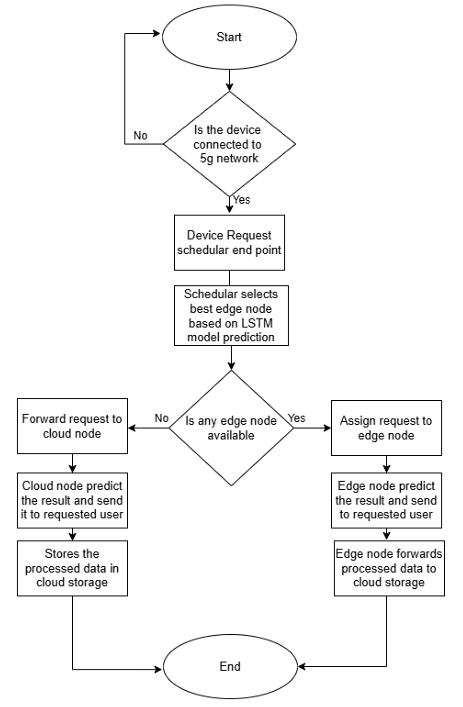 Start
Is the device
connected to
5g network
No
Yes
Device Request
schedular end point
Schedular selects
best edge node
based on LSTM
model prediction
Is any edge node
available
No
Yes
Forward request to
cloud node
Cloud node predict
the result and send
it to requested user
Stores the
processed data in
cloud storage
Assign request to
edge node
Edge node predict
the result and send
to requested user
Edge node forwards
processed data to
cloud storage
End